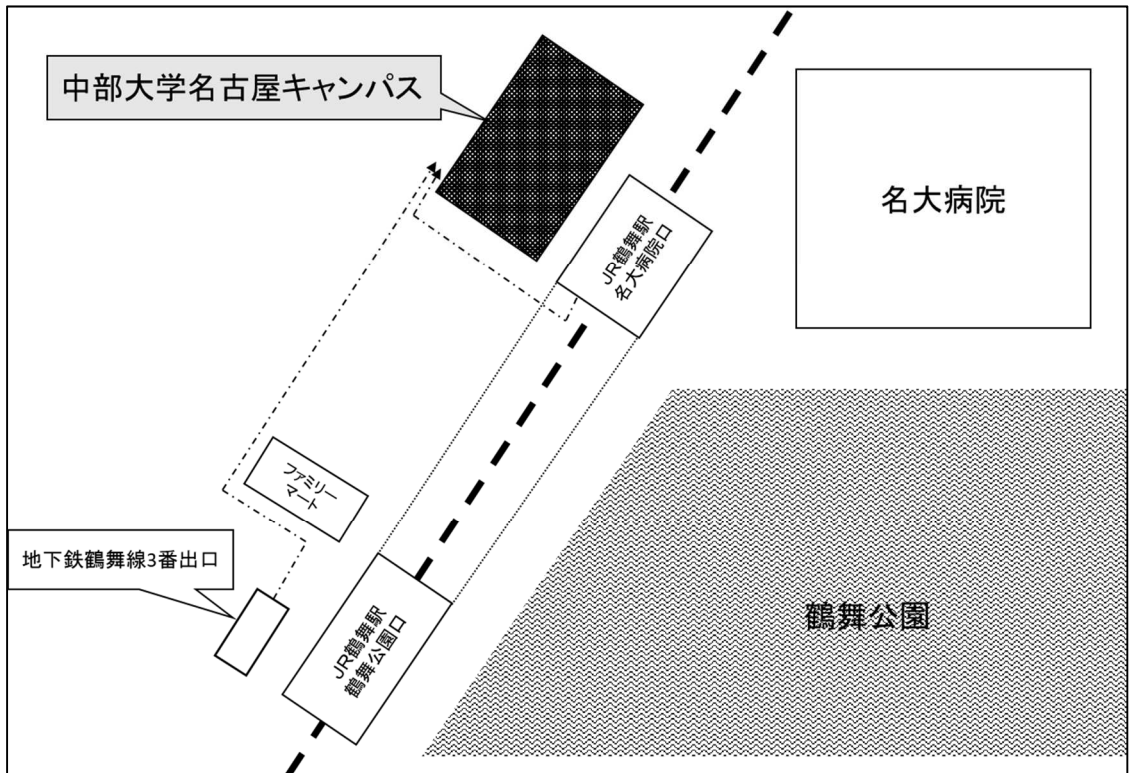 中部大学名古屋キャンパス
名大病院
JR鶴舞駅
名大病院口
ファミリー
マート
地下鉄鶴舞線3番出口
JR鶴舞駅
鶴舞公園口
鶴舞公園